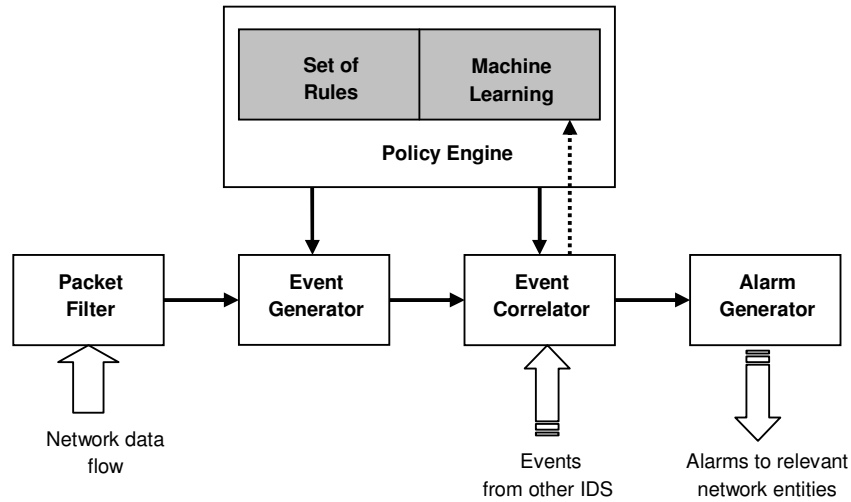 Set of
Rules
Machine
Learning
Policy Engine
Packet
Filter
Event
Generator
Event
Correlator
Alarm
Generator
Network data
flow
Events
from other IDS
Alarms to relevant
network entities